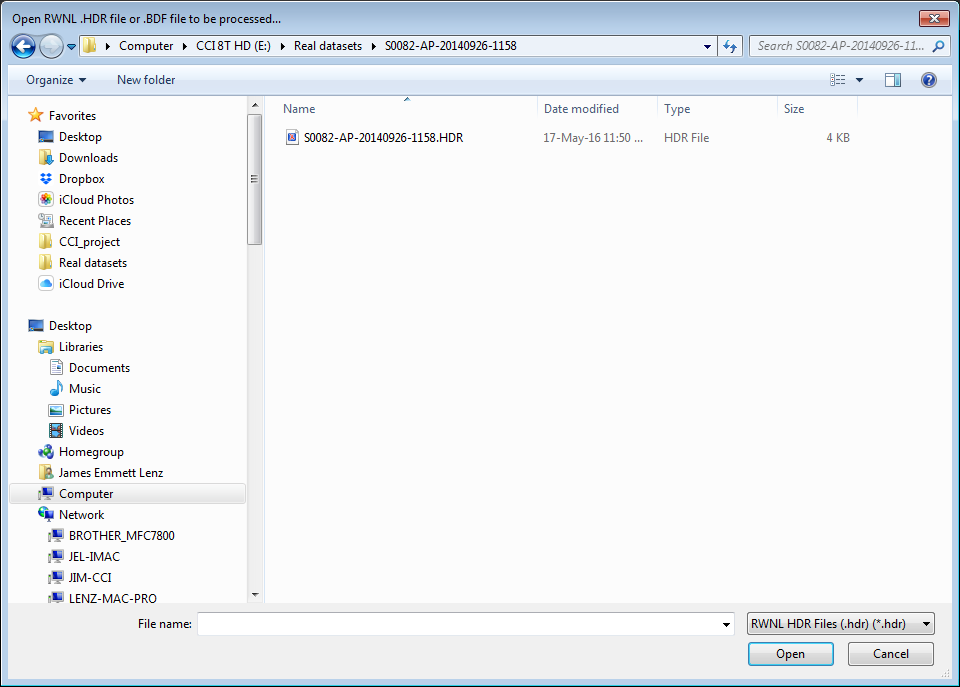 Open RWNL .HDR file or .BDF file to be processed...
Computer CCI 8T HD (E:) Real datasets S0082-AP-20140926-1158
Search S0082-AP-20140926-11...
Organize New folder
Name Date modified Type Size
S0082-AP-20140926-1158.HDR 17-May-16 11:50 ... HDR File 4 KB
Favorites
Desktop
Downloads
Dropbox
iCloud Photos
Recent Places
CCI_project
Real datasets
iCloud Drive
Desktop
Libraries
Documents
Music
Pictures
Videos
Homegroup
James Emmett Lenz
Computer
Network
BROTHER_MFC7800
JEL-IMAC
JIM-CCI
LENZ-MAC-PRO
File name:
RWNL HDR Files (.hdr) (*.hdr)
Open Cancel